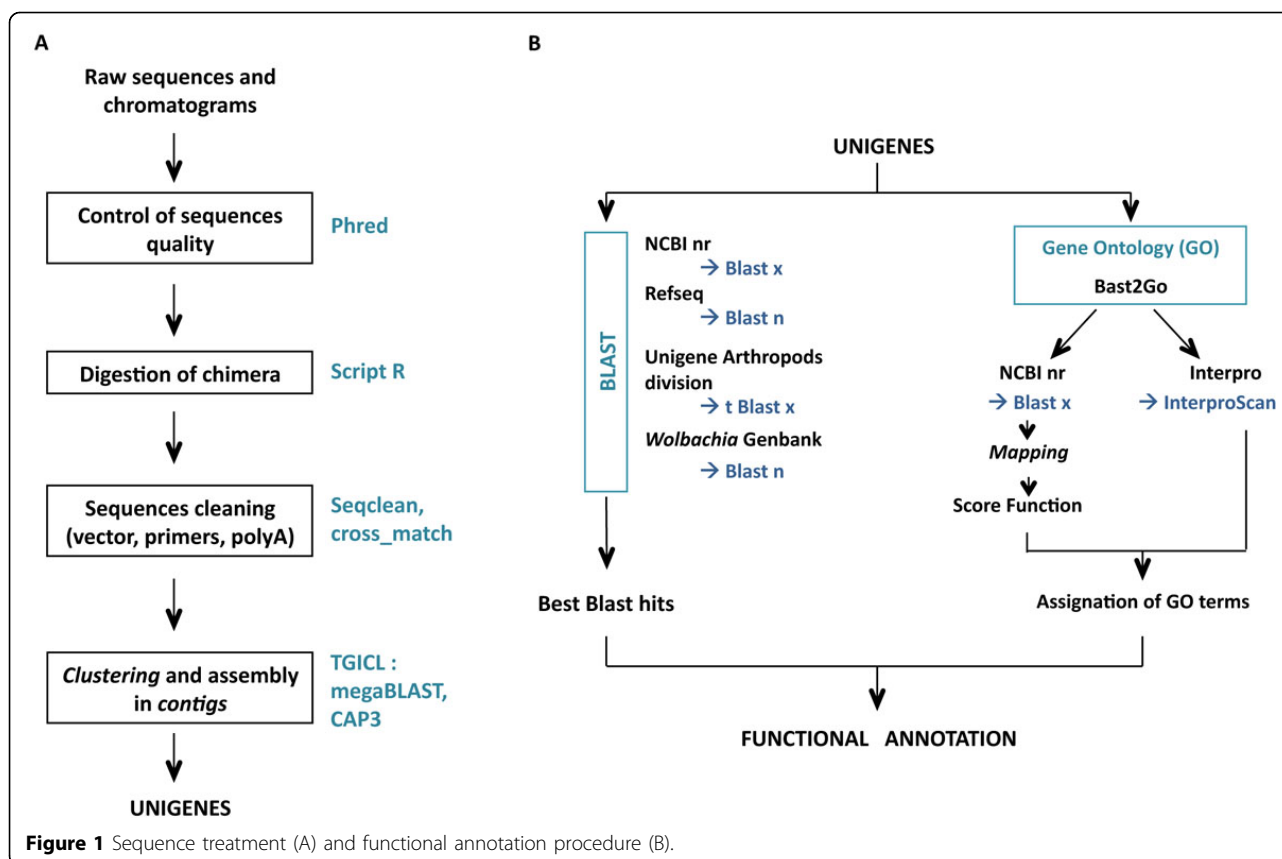 A
Raw sequences and
chromatograms
Control of sequences
quality
Phred
Digestion of chimera
Script R
Sequences cleaning
(vector, primers, polyA)
Seqclean,
cross_match
Clustering and assembly
in contigs
TGICL :
megaBLAST,
CAP3
UNIGENES
B
UNIGENES
BLAST
NCBI nr
→ Blast x
Refseq
→ Blast n
Unigene Arthropods
division
→ t Blast x
Wolbachia Genbank
→ Blast n
Best Blast hits
Gene Ontology (GO)
Bast2Go
NCBI nr
→ Blast x
Mapping
Score Function
Interpro
→ InterproScan
Assignation of GO terms
FUNCTIONAL ANNOTATION
Figure 1 Sequence treatment (A) and functional annotation procedure (B).